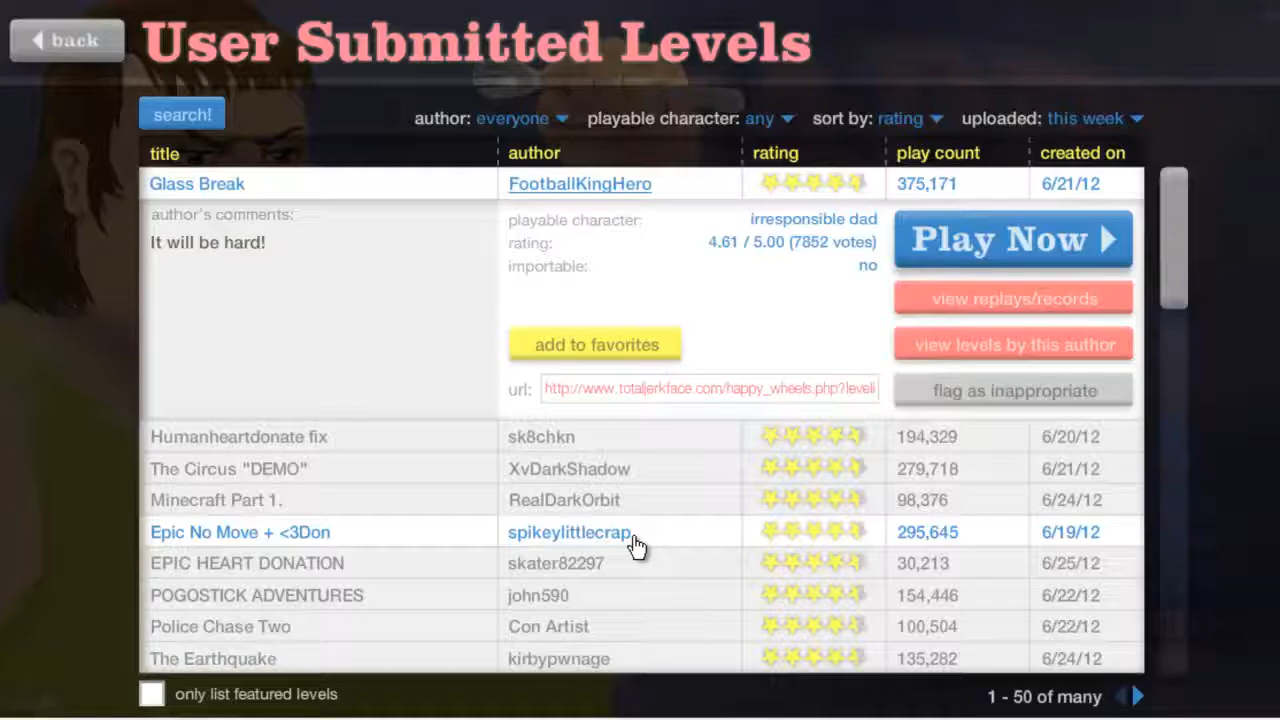 back
User Submitted Levels
search!
author: everyone playable character: any sort by: rating uploaded: this week
title author rating play count created on
Glass Break FootballKingHero 375,171 6/21/12
author's comments:
It will be hard!
playable character: irresponsible dad
rating: 4.61 / 5.00 (7852 votes)
importable: no
Play Now
view replays/records
add to favorites
view levels by this author
url: http://www.totaljerkface.com/happy_wheels.php?leveli
flag as inappropriate
Humanheartdonate fix sk8chkn 194,329 6/20/12
The Circus "DEMO" XvDarkShadow 279,718 6/21/12
Minecraft Part 1. RealDarkOrbit 98,376 6/24/12
Epic No Move + <3Don spikeylittlecrap 295,645 6/19/12
EPIC HEART DONATION skater82297 30,213 6/25/12
POGOSTICK ADVENTURES john590 154,446 6/22/12
Police Chase Two Con Artist 100,504 6/22/12
The Earthquake kirbypwnage 135,282 6/24/12
only list featured levels
1 - 50 of many